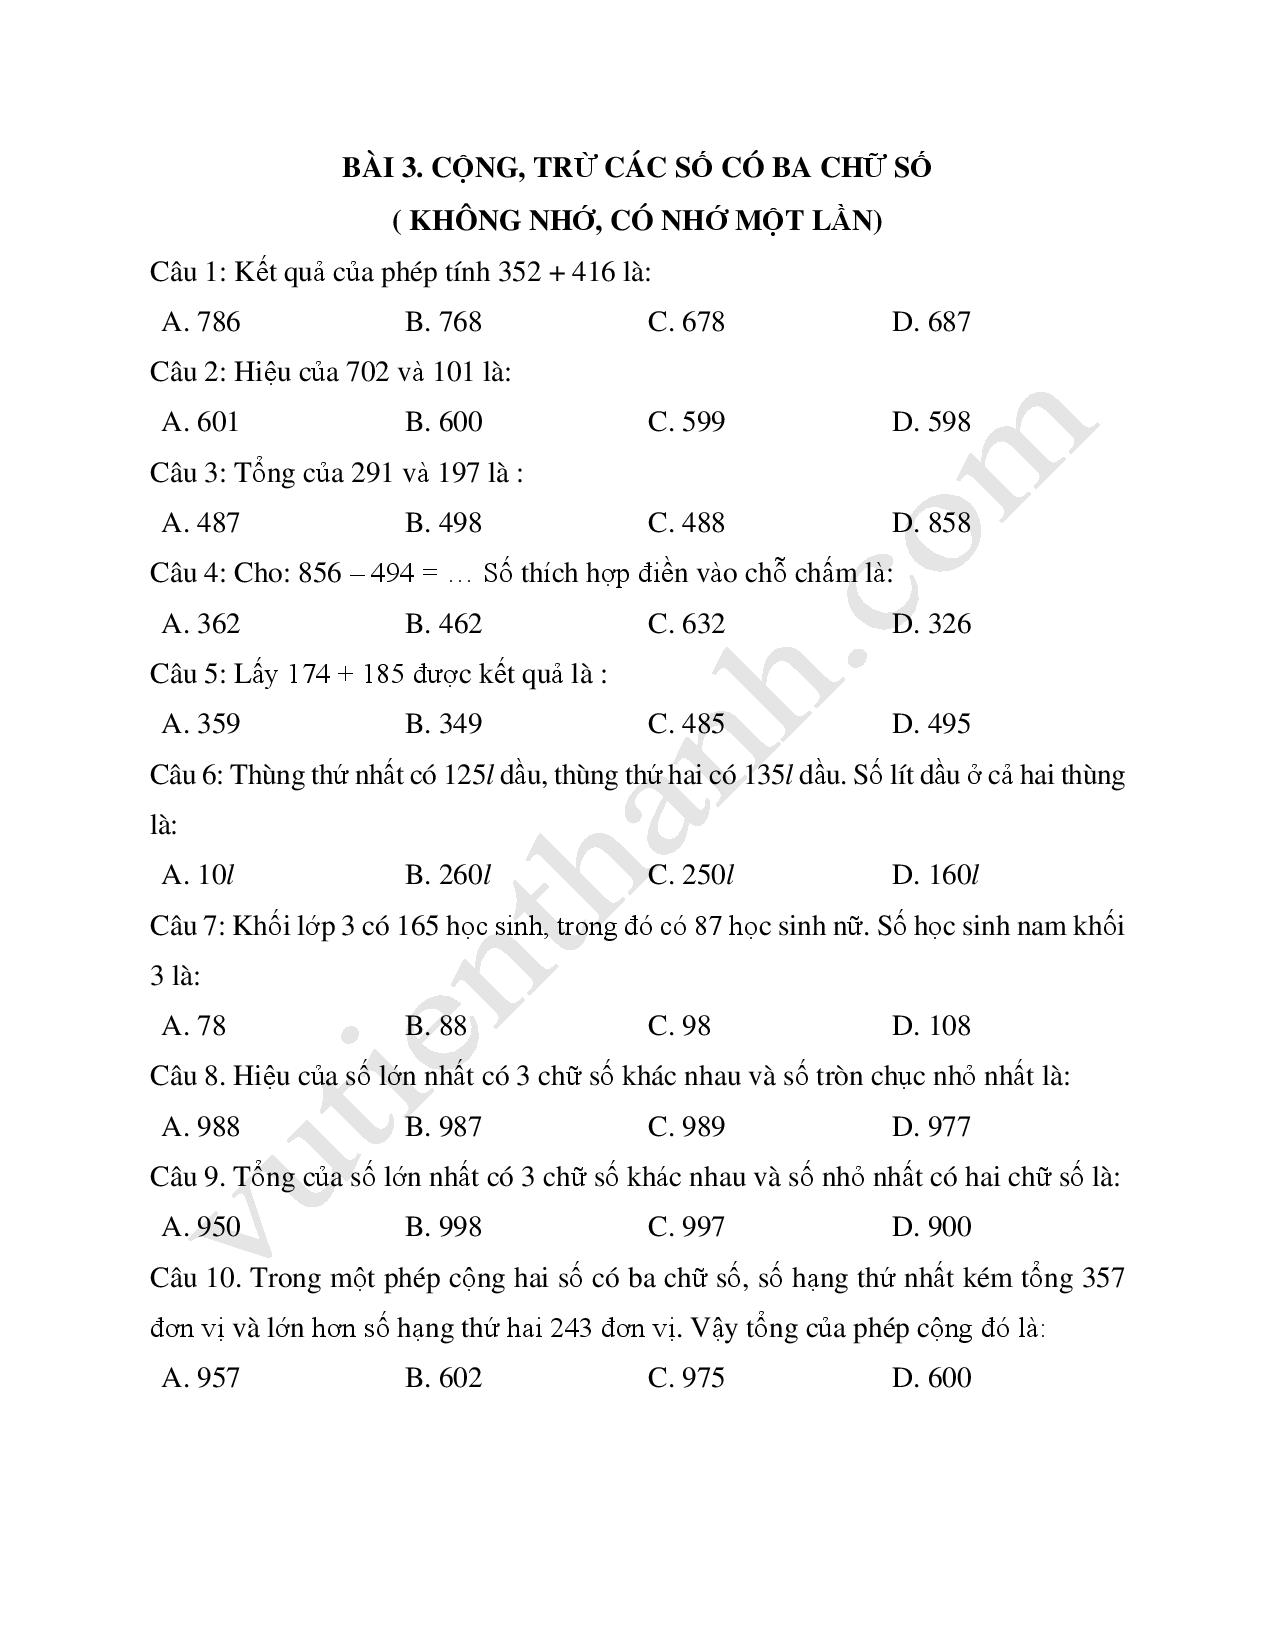 BÀI 3. CỘNG, TRỪ CÁC SỐ CÓ BA CHỮ SỐ
( KHÔNG NHỚ, CÓ NHỚ MỘT LẦN)
Câu 1: Kết quả của phép tính 352 + 416 là:
A. 786 B. 768 C. 678 D. 687
Câu 2: Hiệu của 702 và 101 là:
A. 601 B. 600 C. 599 D. 598
Câu 3: Tổng của 291 và 197 là :
A. 487 B. 498 C. 488 D. 858
Câu 4: Cho: 856 – 494 = … Số thích hợp điền vào chỗ chấm là:
A. 362 B. 462 C. 632 D. 326
Câu 5: Lấy 174 + 185 được kết quả là :
A. 359 B. 349 C. 485 D. 495
Câu 6: Thùng thứ nhất có 125l dầu, thùng thứ hai có 135l dầu. Số lít dầu ở cả hai thùng
là:
A. 10l B. 260l C. 250l D. 160l
Câu 7: Khối lớp 3 có 165 học sinh, trong đó có 87 học sinh nữ. Số học sinh nam khối
3 là:
A. 78 B. 88 C. 98 D. 108
Câu 8. Hiệu của số lớn nhất có 3 chữ số khác nhau và số tròn chục nhỏ nhất là:
A. 988 B. 987 C. 989 D. 977
Câu 9. Tổng của số lớn nhất có 3 chữ số khác nhau và số nhỏ nhất có hai chữ số là:
A. 950 B. 998 C. 997 D. 900
Câu 10. Trong một phép cộng hai số có ba chữ số, số hạng thứ nhất kém tổng 357
đơn vị và lớn hơn số hạng thứ hai 243 đơn vị. Vậy tổng của phép cộng đó là:
A. 957 B. 602 C. 975 D. 600
vutienthanh.com